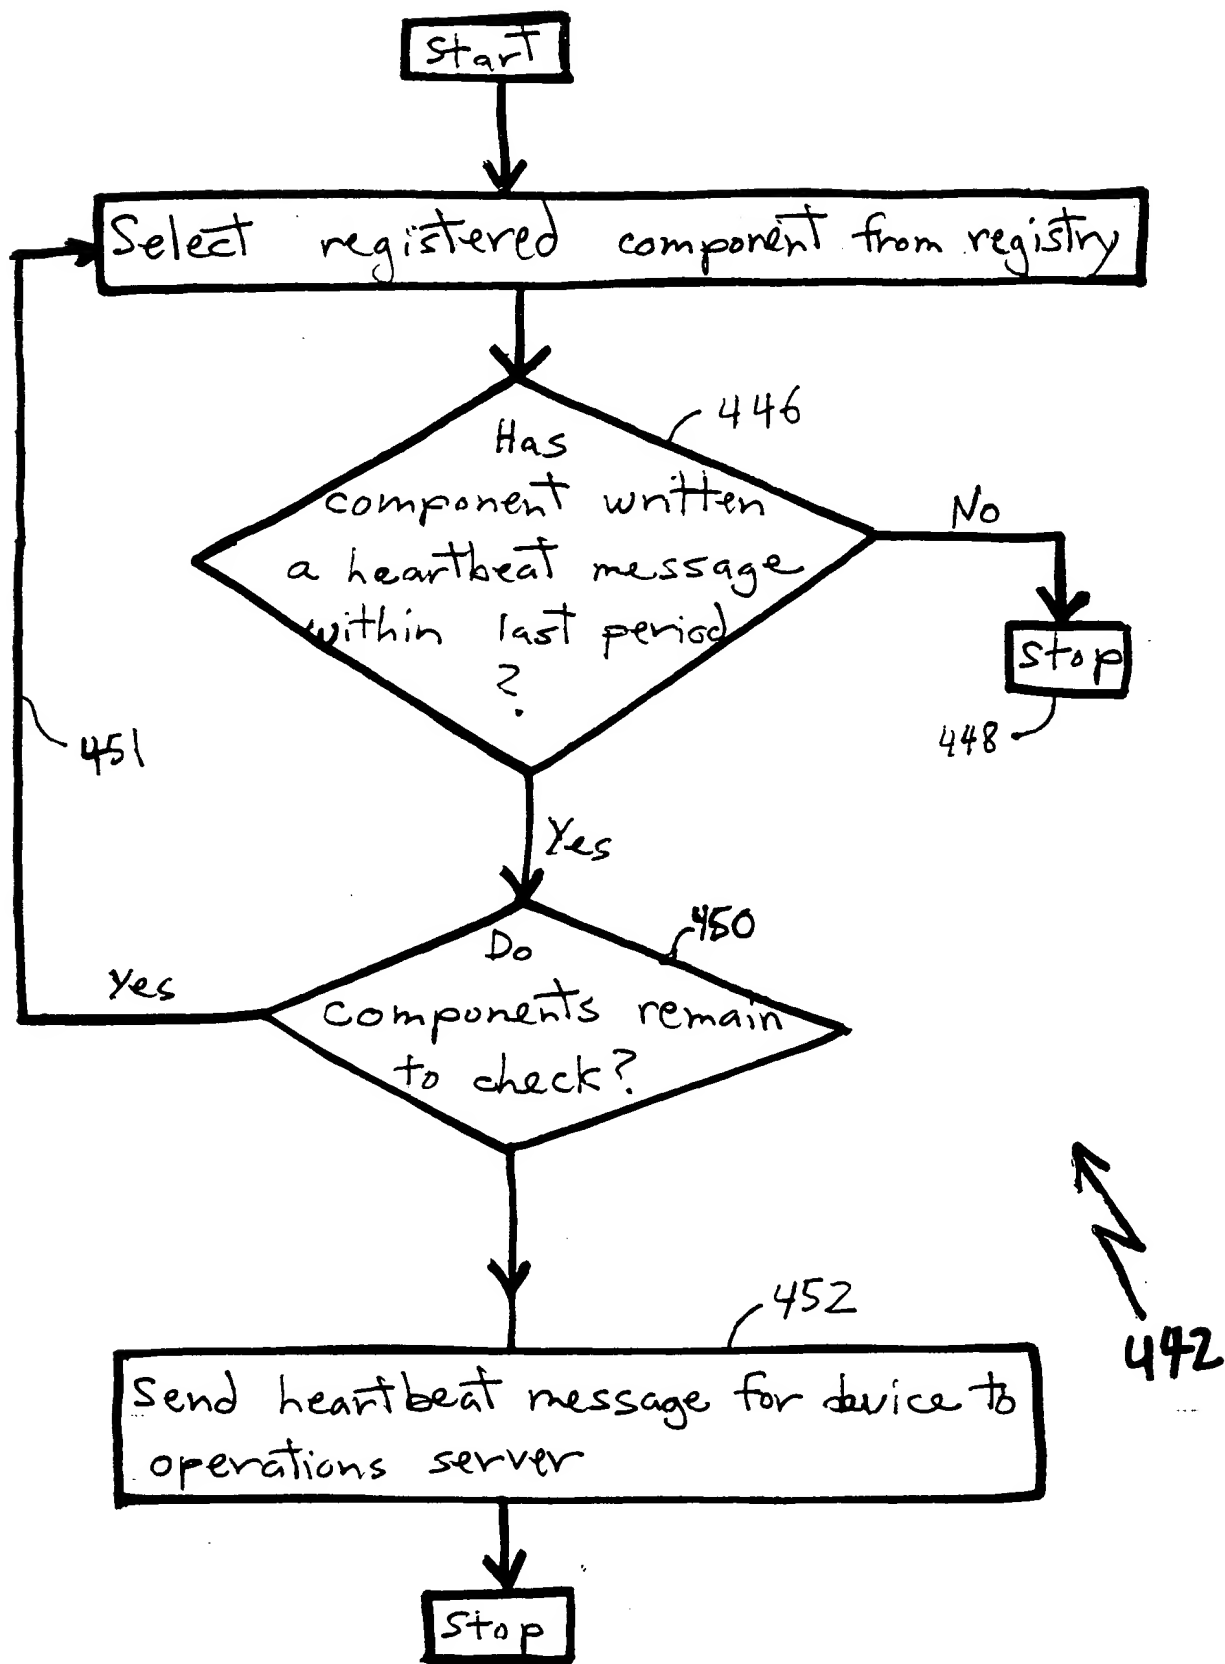 Start
Select registered component from registry
446
Has
component written
a heartbeat message
within last period
?
No
Stop
448
451
Yes
450
Do
components remain
to check?
Yes
442
452
Send heartbeat message for device to
operations server
Stop